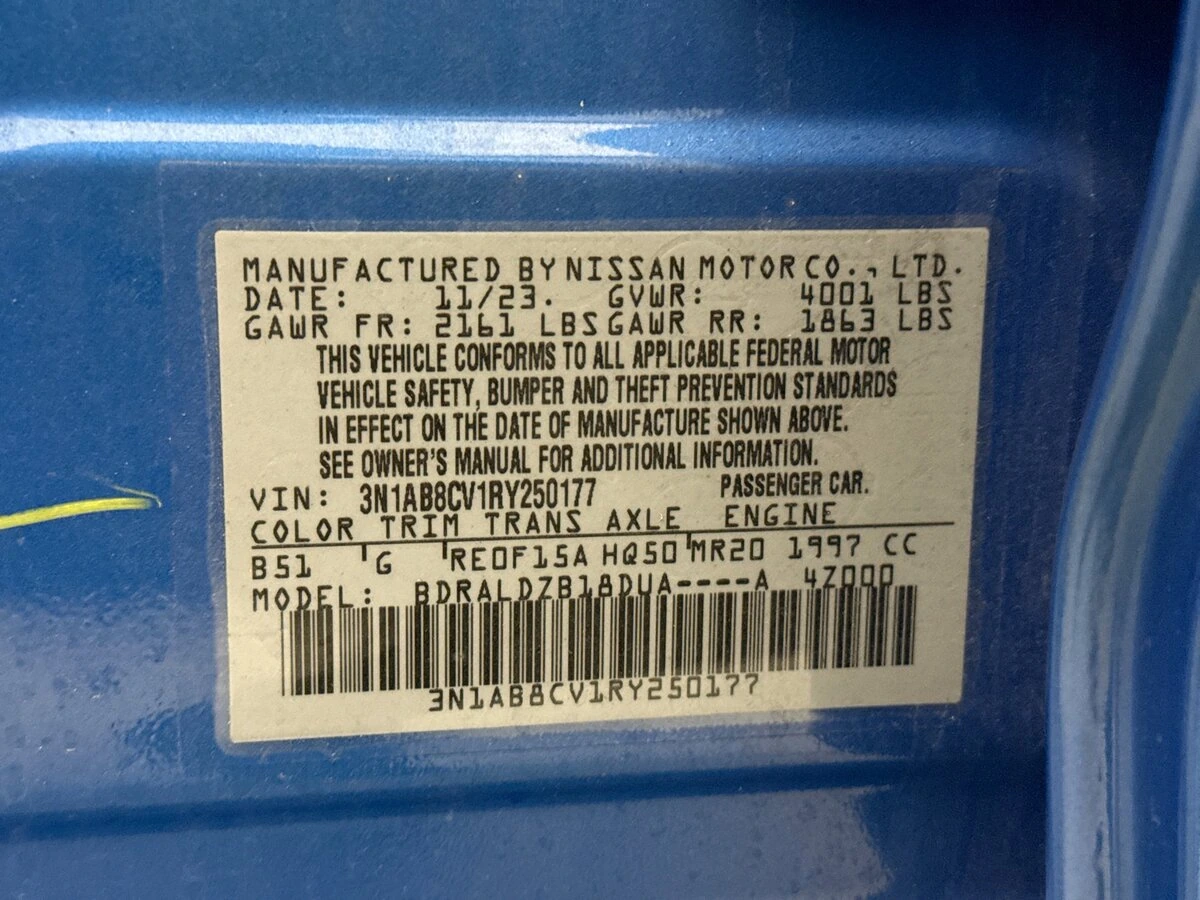 MANUFACTURED BY NISSAN MOTOR CO., LTD.
DATE: 11/23. GVWR: 4001 LBS
GAWR FR: 2161 LBS GAWR RR: 1863 LBS
THIS VEHICLE CONFORMS TO ALL APPLICABLE FEDERAL MOTOR
VEHICLE SAFETY, BUMPER AND THEFT PREVENTION STANDARDS
IN EFFECT ON THE DATE OF MANUFACTURE SHOWN ABOVE.
SEE OWNER'S MANUAL FOR ADDITIONAL INFORMATION.
VIN: 3N1AB8CV1RY250177 PASSENGER CAR.
COLOR TRIM TRANS AXLE ENGINE
B51 G RE0F15A HQ50 MR20 1997 CC
MODEL: BDRALDZB18DUA----A 4Z000
3N1AB8CV1RY250177